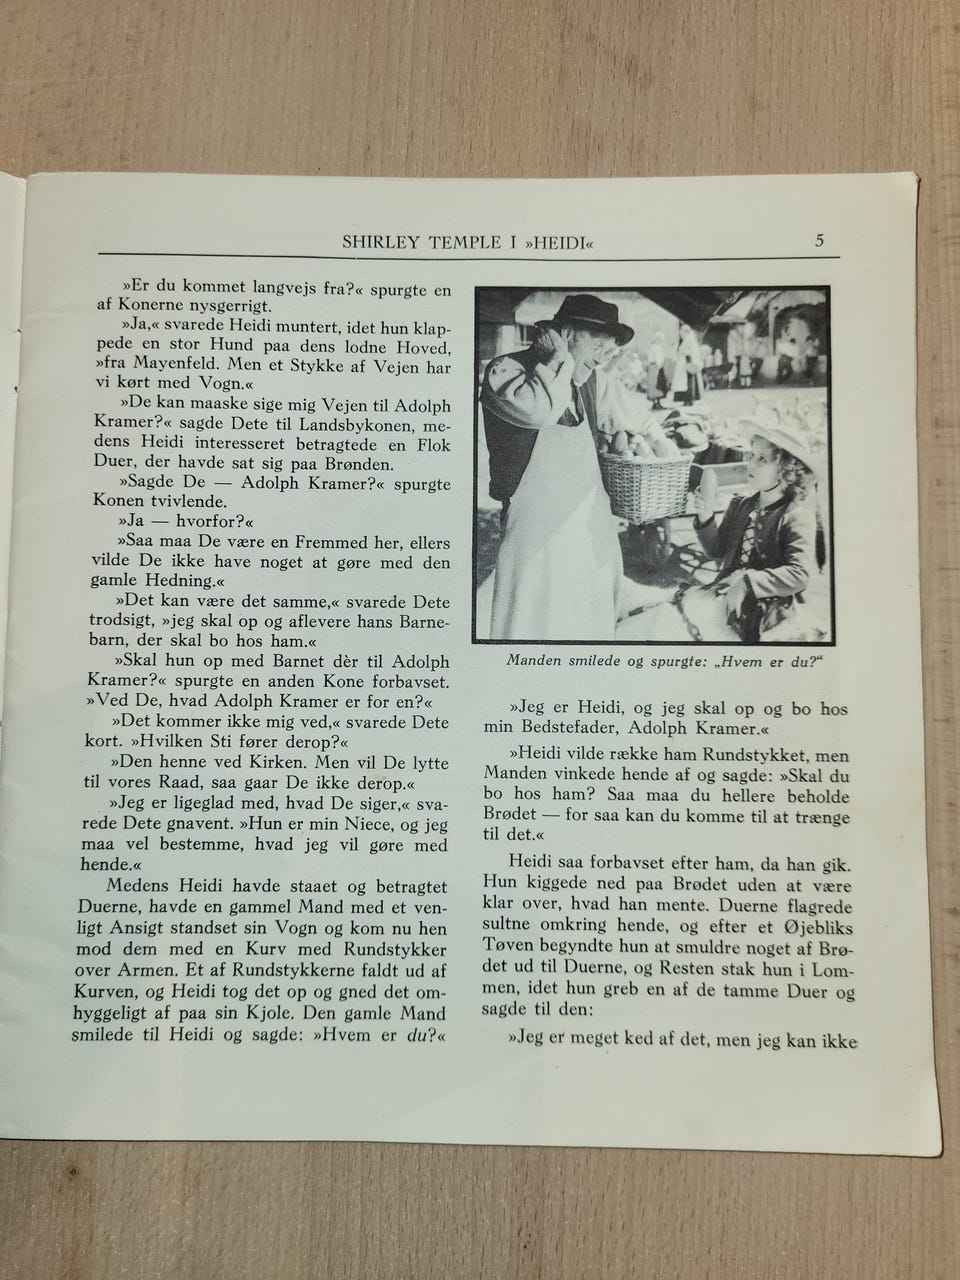 SHIRLEY TEMPLE I »HEIDI«
5
»Er du kommet langvejs fra?« spurgte en
af Konerne nysgerrigt.
»Ja,« svarede Heidi muntert, idet hun klap-
pede en stor Hund paa dens lodne Hoved,
»fra Mayenfeld. Men et Stykke af Vejen har
vi kørt med Vogn.«
»De kan maaske sige mig Vejen til Adolph
Kramer?« sagde Dete til Landsbykonen, me-
dens Heidi interesseret betragtede en Flok
Duer, der havde sat sig paa Brønden.
»Sagde De — Adolph Kramer?« spurgte
Konen tvivlende.
»Ja — hvorfor?«
»Saa maa De være en Fremmed her, ellers
vilde De ikke have noget at gøre med den
gamle Hedning.«
»Det kan være det samme,« svarede Dete
trodsigt, »jeg skal op og aflevere hans Barne-
barn, der skal bo hos ham.«
»Skal hun op med Barnet dèr til Adolph
Kramer?« spurgte en anden Kone forbavset.
»Ved De, hvad Adolph Kramer er for en?«
»Det kommer ikke mig ved,« svarede Dete
kort. »Hvilken Sti fører derop?«
»Den henne ved Kirken. Men vil De lytte
til vores Raad, saa gaar De ikke derop.«
»Jeg er ligeglad med, hvad De siger,« sva-
rede Dete gnavent. »Hun er min Niece, og jeg
maa vel bestemme, hvad jeg vil gøre med
hende.«
Medens Heidi havde staaet og betragtet
Duerne, havde en gammel Mand med et ven-
ligt Ansigt standset sin Vogn og kom nu hen
mod dem med en Kurv med Rundstykker
over Armen. Et af Rundstykkerne faldt ud af
Kurven, og Heidi tog det op og gned det om-
hyggeligt af paa sin Kjole. Den gamle Mand
smilede til Heidi og sagde: »Hvem er du?«
Manden smilede og spurgte: „Hvem er du?“
»Jeg er Heidi, og jeg skal op og bo hos
min Bedstefader, Adolph Kramer.«
»Heidi vilde række ham Rundstykket, men
Manden vinkede hende af og sagde: »Skal du
bo hos ham? Saa maa du hellere beholde
Brødet — for saa kan du komme til at trænge
til det.«
Heidi saa forbavset efter ham, da han gik.
Hun kiggede ned paa Brødet uden at være
klar over, hvad han mente. Duerne flagrede
sultne omkring hende, og efter et Øjebliks
Tøven begyndte hun at smuldre noget af Brø-
det ud til Duerne, og Resten stak hun i Lom-
men, idet hun greb en af de tamme Duer og
sagde til den:
»Jeg er meget ked af det, men jeg kan ikke